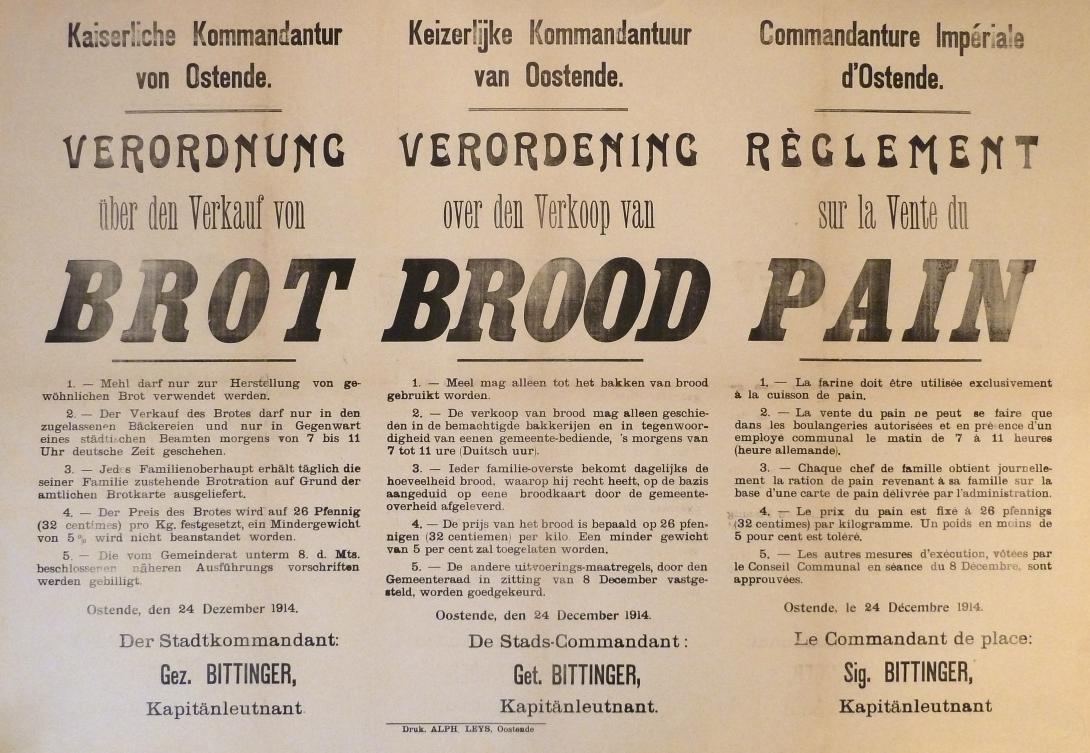 Kaiserliche Kommandantur
von Ostende.
VERORDNUNG
über den Verkauf von
BROT
1. — Mehl darf nur zur Herstellung von ge-
wöhnlichen Brot verwendet werden.
2. — Der Verkauf des Brotes darf nur in den
zugelassenen Bäckereien und nur in Gegenwart
eines städtischen Beamten morgens von 7 bis 11
Uhr deutsche Zeit geschehen.
3. — Jedes Familienoberhaupt erhält täglich die
seiner Familie zustehende Brotration auf Grund der
amtlichen Brotkarte ausgeliefert.
4. — Der Preis des Brotes wird auf 26 Pfennig
(32 centimes) pro Kg. festgesetzt, ein Mindergewicht
von 5 % wird nicht beanstandet worden.
5. — Die vom Gemeinderat unterm 8. d. Mts.
beschlossenen näheren Ausführungs vorschriften
werden gebilligt.
Ostende, den 24 Dezember 1914.
Der Stadtkommandant:
Gez. BITTINGER,
Kapitänleutnant
Keizerlijke Kommandantuur
van Oostende.
VERORDENING
over den Verkoop van
BROOD
1. — Meel mag alleen tot het bakken van brood
gebruikt worden.
2. — De verkoop van brood mag alleen geschie-
den in de bemachtigde bakkerijen en in tegenwoor-
digheid van eenen gemeente-bediende, 's morgens van
7 tot 11 ure (Duitsch uur).
3. — Ieder familie-overste bekomt dagelijks de
hoeveelheid brood, waarop hij recht heeft, op de bazis
aangeduid op eene broodkaart door de gemeente-
overheid afgeleverd.
4. — De prijs van het brood is bepaald op 26 pfen-
nigen (32 centiemen) per kilo. Een minder gewicht
van 5 per cent zal toegelaten worden.
5. — De andere uitvoerings-maatregels, door den
Gemeenteraad in zitting van 8 December vastge-
steld, worden goedgekeurd.
Oostende, den 24 December 1914.
De Stads-Commandant :
Get. BITTINGER,
Kapitänleutnant.
Druk. ALPH. LEYS, Oostende
Commandanture Impériale
d'Ostende.
RÈGLEMENT
sur la Vente du
PAIN
1. — La farine doit être utilisée exclusivement
à la cuisson de pain.
2. — La vente du pain ne peut se faire que
dans les boulangeries autorisées et en présence d'un
employé communal le matin de 7 à 11 heures
(heure allemande).
3. — Chaque chef de famille obtient journelle-
ment la ration de pain revenant à sa famille sur la
base d'une carte de pain délivrée par l'administration.
4. — Le prix du pain est fixé à 26 pfennigs
(32 centimes) par kilogramme. Un poids en moins de
5 pour cent est toléré.
5. — Les autres mesures d'exécution, vôtées par
le Conseil Communal en séance du 8 Décembre, sont
approuvées.
Ostende, le 24 Décembre 1914.
Le Commandant de place:
Sig. BITTINGER,
Kapitänleutnant